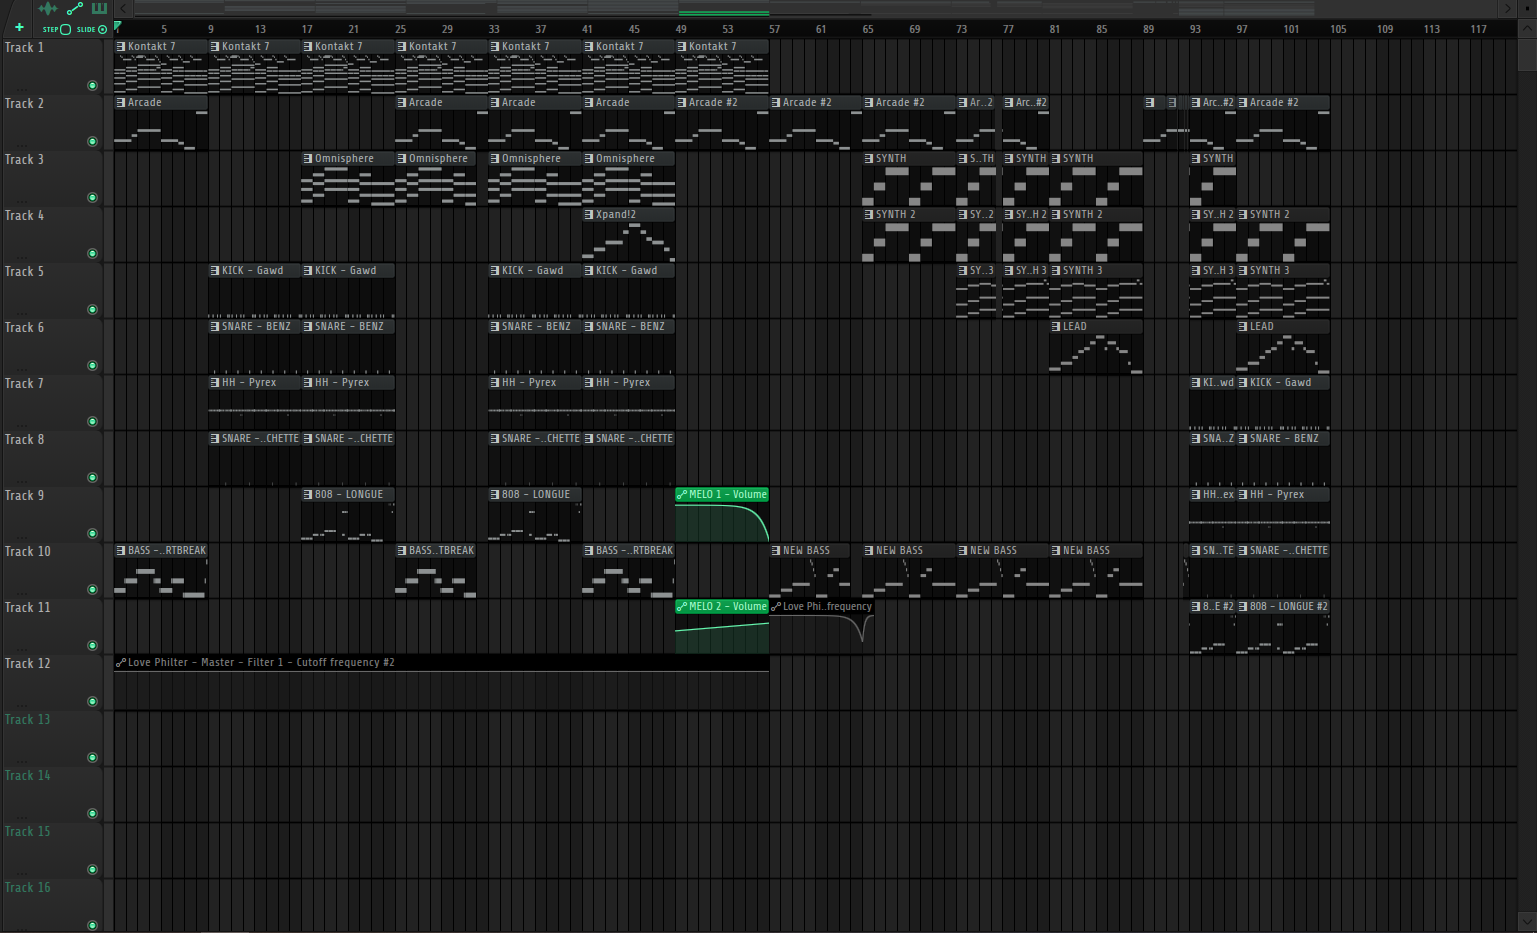 STEP SLIDE
1 5 9 13 17 21 25 29 33 37 41 45 49 53 57 61 65 69 73 77 81 85 89 93 97 101 105 109 113 117
Track 1 Kontakt 7 Kontakt 7 Kontakt 7 Kontakt 7 Kontakt 7 Kontakt 7 Kontakt 7
Track 2 Arcade Arcade Arcade Arcade Arcade #2 Arcade #2 Arcade #2 Ar..2 Arc..#2 Arc..#2 Arcade #2
Track 3 Omnisphere Omnisphere Omnisphere Omnisphere SYNTH S..TH SYNTH SYNTH SYNTH
Track 4 Xpand!2 SYNTH 2 SY..2 SY..H 2 SYNTH 2 SY..H 2 SYNTH 2
Track 5 KICK - Gawd KICK - Gawd KICK - Gawd KICK - Gawd SY..3 SY..H 3 SYNTH 3 SY..H 3 SYNTH 3
Track 6 SNARE - BENZ SNARE - BENZ SNARE - BENZ SNARE - BENZ LEAD LEAD
Track 7 HH - Pyrex HH - Pyrex HH - Pyrex HH - Pyrex KI..wd KICK - Gawd
Track 8 SNARE -..CHETTE SNARE -..CHETTE SNARE -..CHETTE SNARE -..CHETTE SNA..Z SNARE - BENZ
Track 9 808 - LONGUE 808 - LONGUE MELO 1 - Volume HH..ex HH - Pyrex
Track 10 BASS -..RTBREAK BASS..TBREAK BASS -..RTBREAK NEW BASS NEW BASS NEW BASS NEW BASS SN..TE SNARE -..CHETTE
Track 11 MELO 2 - Volume Love Phi..frequency 8..E #2 808 - LONGUE #2
Track 12 Love Philter - Master - Filter 1 - Cutoff frequency #2
Track 13
Track 14
Track 15
Track 16